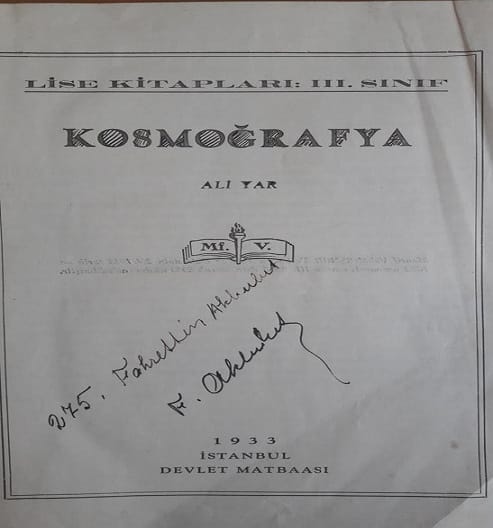 LİSE KİTAPLARI: III. SINIF
KOSMOĞRAFYA
ALİ YAR
Mf. V.
275. Fahrettin Akbulut
F. Akbulut
1933
İSTANBUL
DEVLET MATBAASI